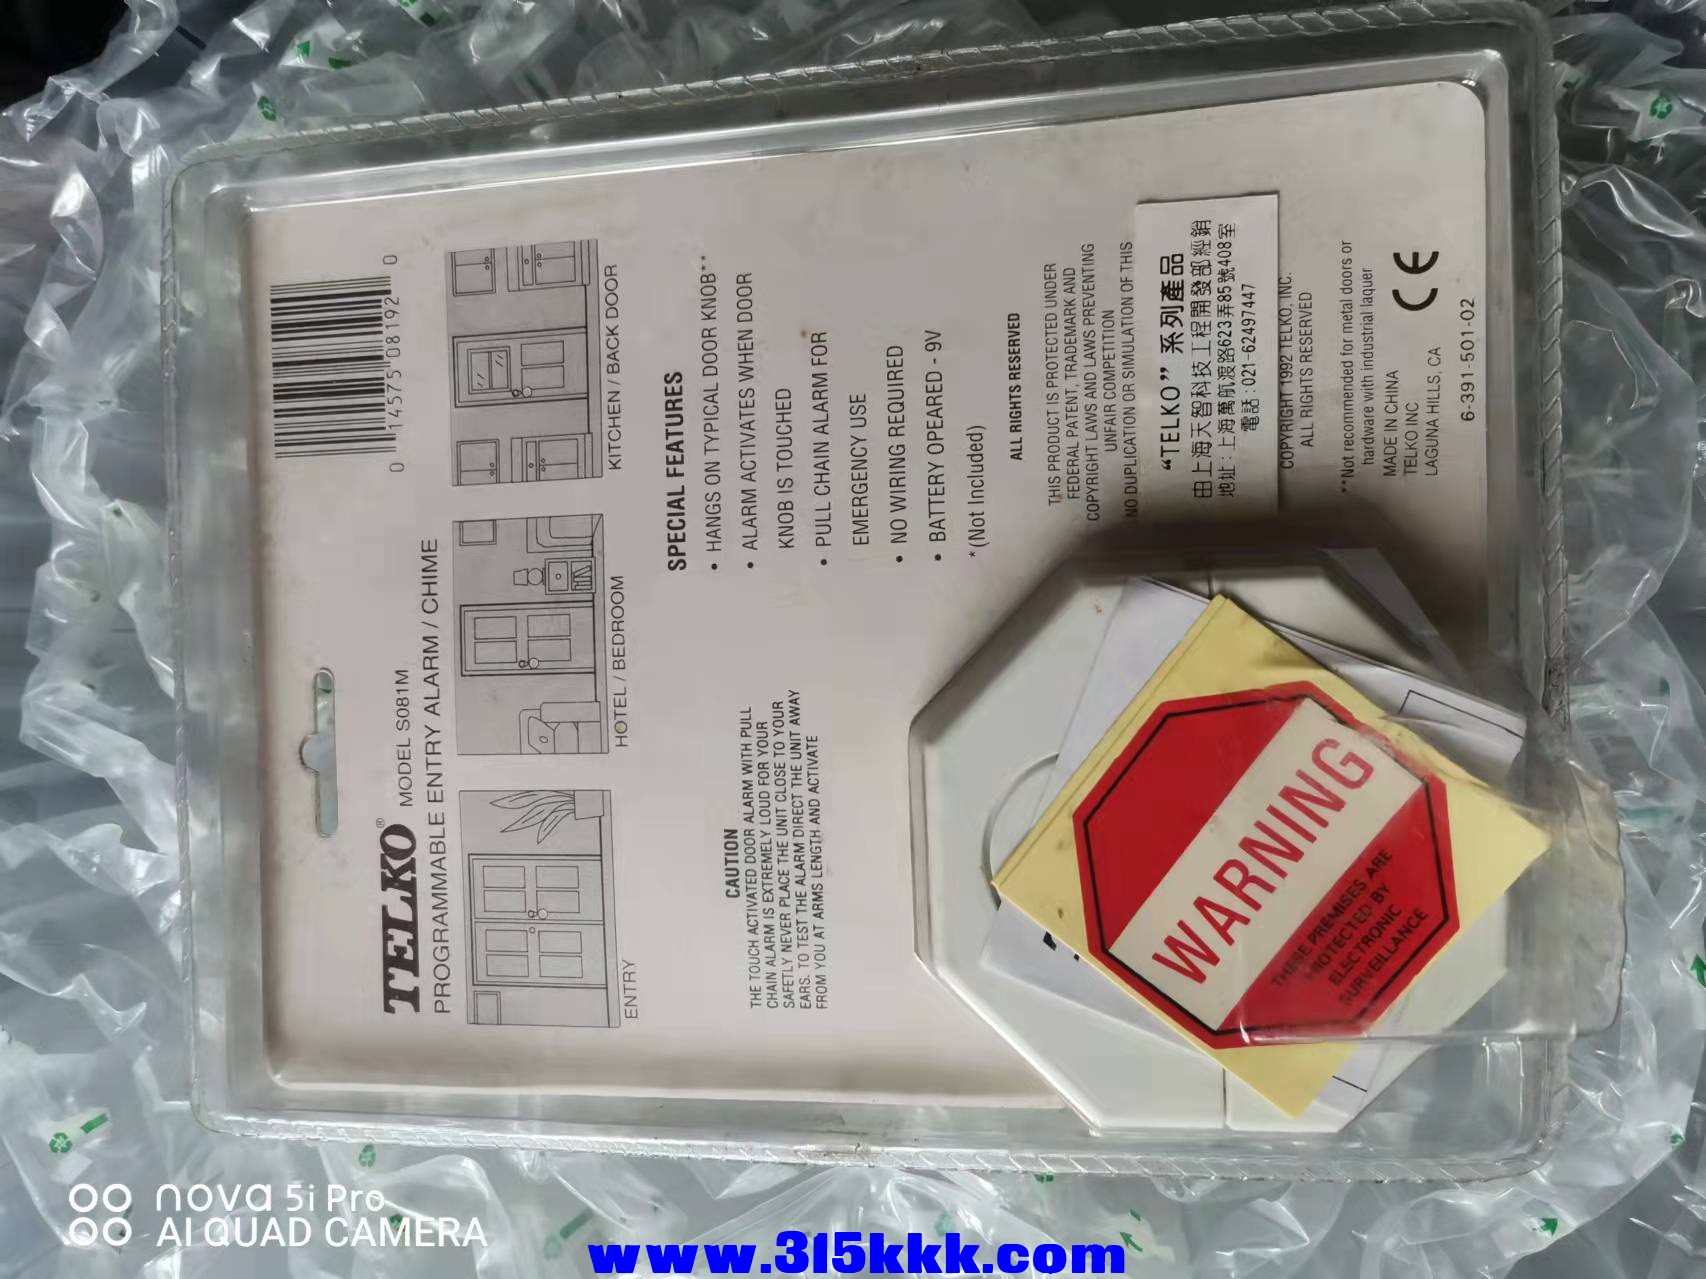 0 14575 08192 0
TELKO® MODEL S081M
PROGRAMMABLE ENTRY ALARM / CHIME
ENTRY
HOTEL / BEDROOM
KITCHEN / BACK DOOR
CAUTION
THE TOUCH ACTIVATED DOOR ALARM WITH PULL
CHAIN ALARM IS EXTREMELY LOUD FOR YOUR
SAFETLY NEVER PLACE THE UNIT CLOSE TO YOUR
EARS. TO TEST THE ALARM DIRECT THE UNIT AWAY
FROM YOU AT ARMS LENGTH AND ACTIVATE
SPECIAL FEATURES
• HANGS ON TYPICAL DOOR KNOB**
• ALARM ACTIVATES WHEN DOOR
KNOB IS TOUCHED
• PULL CHAIN ALARM FOR
EMERGENCY USE
• NO WIRING REQUIRED
• BATTERY OPEARED - 9V
*(Not Included)
ALL RIGHTS RESERVED
THIS PRODUCT IS PROTECTED UNDER
FEDERAL PATENT, TRADEMARK AND
COPYRIGHT LAWS AND LAWS PREVENTING
UNFAIR COMPETITION
NO DUPLICATION OR SIMULATION OF THIS
“TELKO” 系列產品
由上海天智科技工程開發部經銷
地址:上海萬航渡路623弄85號408室
電話:021-62497447
COPYRIGHT 1992 TELKO, INC.
ALL RIGHTS RESERVED
**Not recommended for metal doors or
hardware with industrial laquer
MADE IN CHINA
TELKO INC
LAGUNA HILLS, CA
CE
6-391-501-02
WARNING
THESE PREMISES ARE
PROTECTED BY
ELECTRONIC
SURVEILLANCE
nova 5i Pro
AI QUAD CAMERA
www.315kkk.com